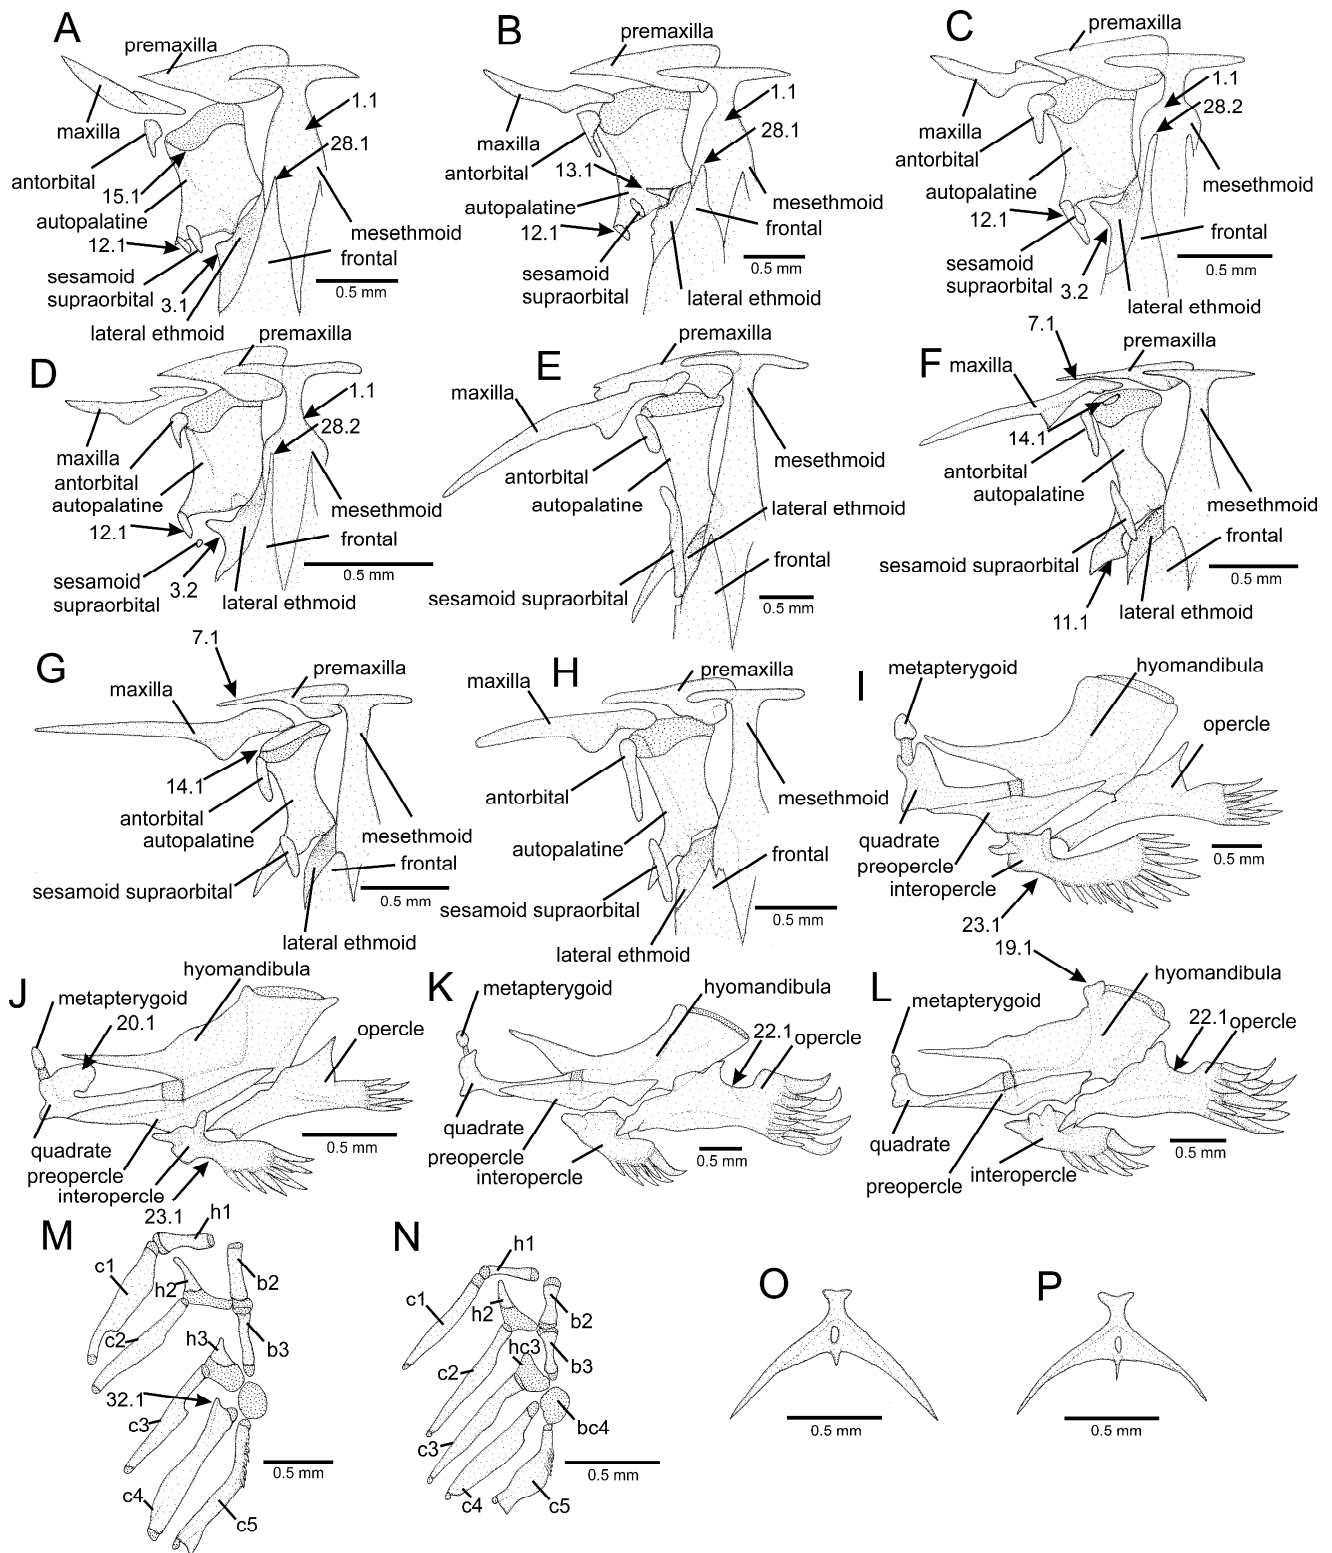 A
premaxilla
maxilla
1.1
28.1
antorbital
15.1
autopalatine
12.1
mesethmoid
frontal
sesamoid
supraorbital
3.1
0.5 mm
lateral ethmoid
B
premaxilla
1.1
28.1
maxilla
antorbital
13.1
autopalatine
12.1
mesethmoid
frontal
0.5 mm
sesamoid
supraorbital
lateral ethmoid
C
premaxilla
1.1
28.2
maxilla
antorbital
autopalatine
mesethmoid
12.1
frontal
sesamoid
supraorbital
3.2
0.5 mm
lateral ethmoid
D
premaxilla
1.1
28.2
maxilla
antorbital
autopalatine
12.1
mesethmoid
frontal
sesamoid
supraorbital
3.2
0.5 mm
lateral ethmoid
E
premaxilla
maxilla
antorbital
autopalatine
mesethmoid
lateral ethmoid
frontal
sesamoid supraorbital
0.5 mm
F
7.1
premaxilla
maxilla
14.1
antorbital
autopalatine
mesethmoid
frontal
sesamoid supraorbital
0.5 mm
lateral ethmoid
11.1
G
7.1
premaxilla
maxilla
14.1
antorbital
autopalatine
mesethmoid
frontal
sesamoid supraorbital
0.5 mm
lateral ethmoid
H
premaxilla
maxilla
antorbital
mesethmoid
autopalatine
frontal
sesamoid supraorbital
0.5 mm
lateral ethmoid
I
metapterygoid
hyomandibula
opercle
quadrate
preopercle
interopercle
0.5 mm
23.1
J
hyomandibula
metapterygoid
20.1
opercle
quadrate
preopercle
interopercle
0.5 mm
23.1
K
metapterygoid
hyomandibula
22.1
opercle
quadrate
preopercle
interopercle
0.5 mm
L
19.1
hyomandibula
metapterygoid
22.1
opercle
quadrate
preopercle
interopercle
0.5 mm
M
h1
c1
h2
b2
c2
h3
b3
32.1
c3
0.5 mm
c4
c5
N
h1
c1
h2
b2
hc3
c2
b3
bc4
c3
0.5 mm
c4
c5
O
0.5 mm
P
0.5 mm